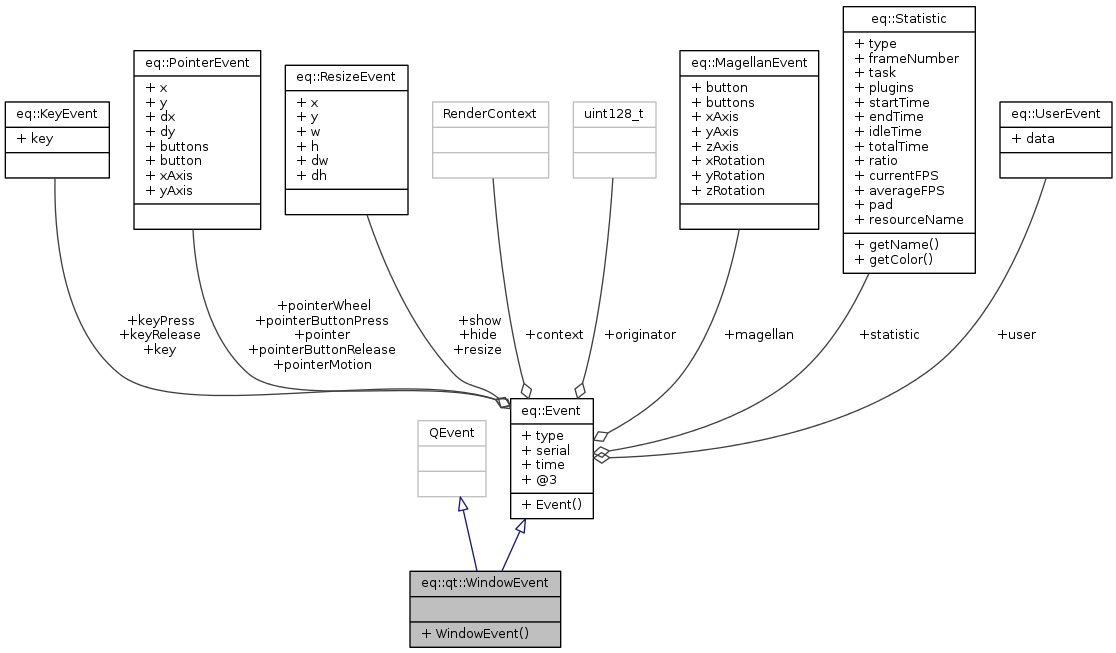 eq::KeyEvent
+ key
eq::PointerEvent
+ x
+ y
+ dx
+ dy
+ buttons
+ button
+ xAxis
+ yAxis
eq::ResizeEvent
+ x
+ y
+ w
+ h
+ dw
+ dh
RenderContext
uint128_t
eq::MagellanEvent
+ button
+ buttons
+ xAxis
+ yAxis
+ zAxis
+ xRotation
+ yRotation
+ zRotation
eq::Statistic
+ type
+ frameNumber
+ task
+ plugins
+ startTime
+ endTime
+ idleTime
+ totalTime
+ ratio
+ currentFPS
+ averageFPS
+ pad
+ resourceName
+ getName()
+ getColor()
eq::UserEvent
+ data
+keyPress
+keyRelease
+key
+pointerWheel
+pointerButtonPress
+pointer
+pointerButtonRelease
+pointerMotion
+show
+hide
+resize
+context
+originator
+magellan
+statistic
+user
QEvent
eq::Event
+ type
+ serial
+ time
+ @3
+ Event()
eq::qt::WindowEvent
+ WindowEvent()